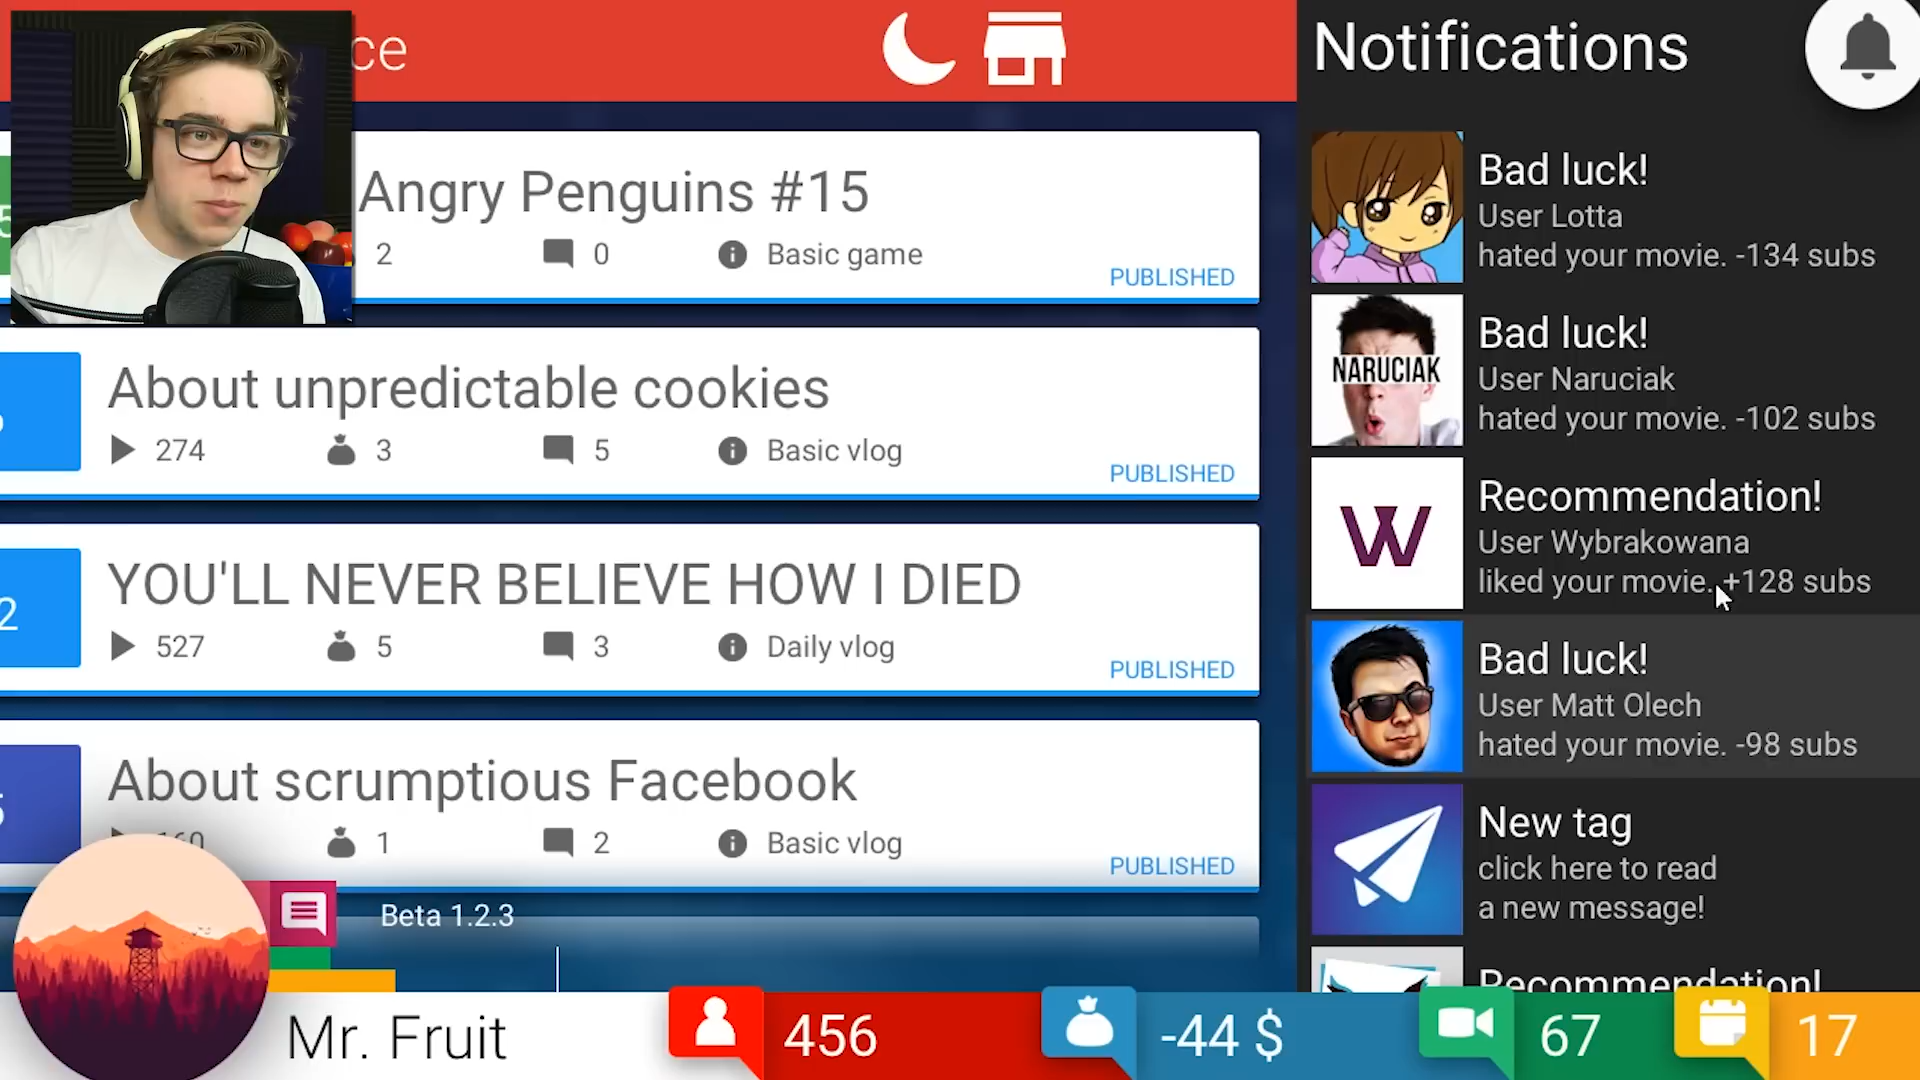 ce
Angry Penguins #15
2
0
Basic game
PUBLISHED
About unpredictable cookies
274
3
5
Basic vlog
PUBLISHED
2
YOU'LL NEVER BELIEVE HOW I DIED
527
5
3
Daily vlog
PUBLISHED
About scrumptious Facebook
160
1
2
Basic vlog
PUBLISHED
Beta 1.2.3
Mr. Fruit
456
-44 $
67
17
Notifications
Bad luck!
User Lotta
hated your movie. -134 subs
NARUCIAK
Bad luck!
User Naruciak
hated your movie. -102 subs
W
Recommendation!
User Wybrakowana
liked your movie. +128 subs
Bad luck!
User Matt Olech
hated your movie. -98 subs
New tag
click here to read
a new message!
Recommendation!